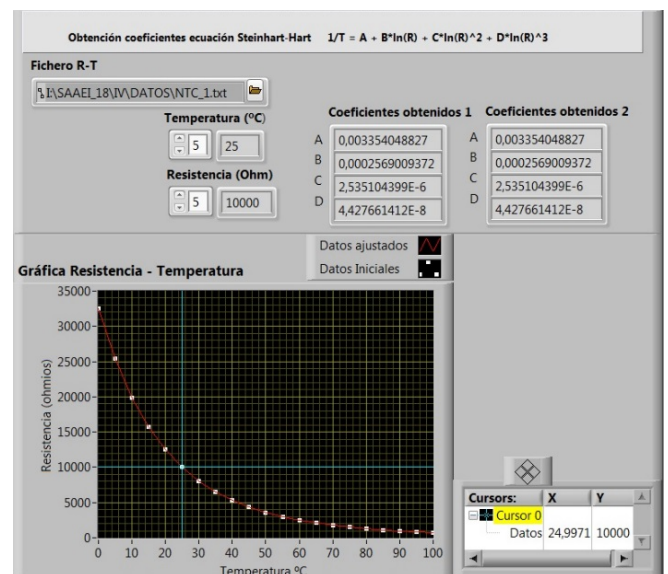 Obtención coeficientes ecuación Steinhart-Hart 1/T = A + B*ln(R) + C*ln(R)^2 + D*ln(R)^3
Fichero R-T
I:\SAAEI_18\IV\DATOS\NTC_1.txt
Temperatura (ºC)
5 25
Resistencia (Ohm)
5 10000
Coeficientes obtenidos 1 Coeficientes obtenidos 2
A 0,003354048827 A 0,003354048827
B 0,0002569009372 B 0,0002569009372
C 2,535104399E-6 C 2,535104399E-6
D 4,427661412E-8 D 4,427661412E-8
Datos ajustados
Datos Iniciales
Gráfica Resistencia - Temperatura
35000
30000
25000
20000
15000
10000
5000
0
Resistencia (ohmios)
0 10 20 30 40 50 60 70 80 90 100
Temperatura ºC
Cursors: X Y
Cursor 0
Datos 24,9971 10000